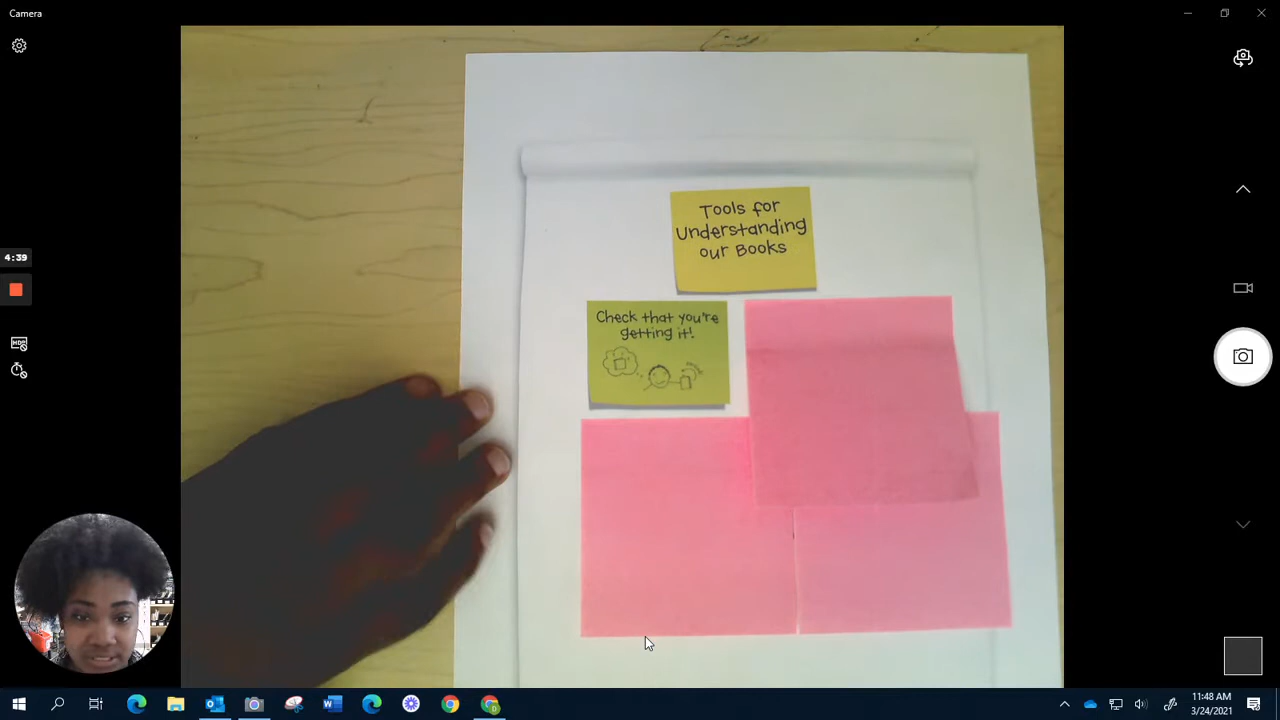 Camera
4:39
Tools for
Understanding
our Books
Check that you're
getting it!
11:48 AM
3/24/2021